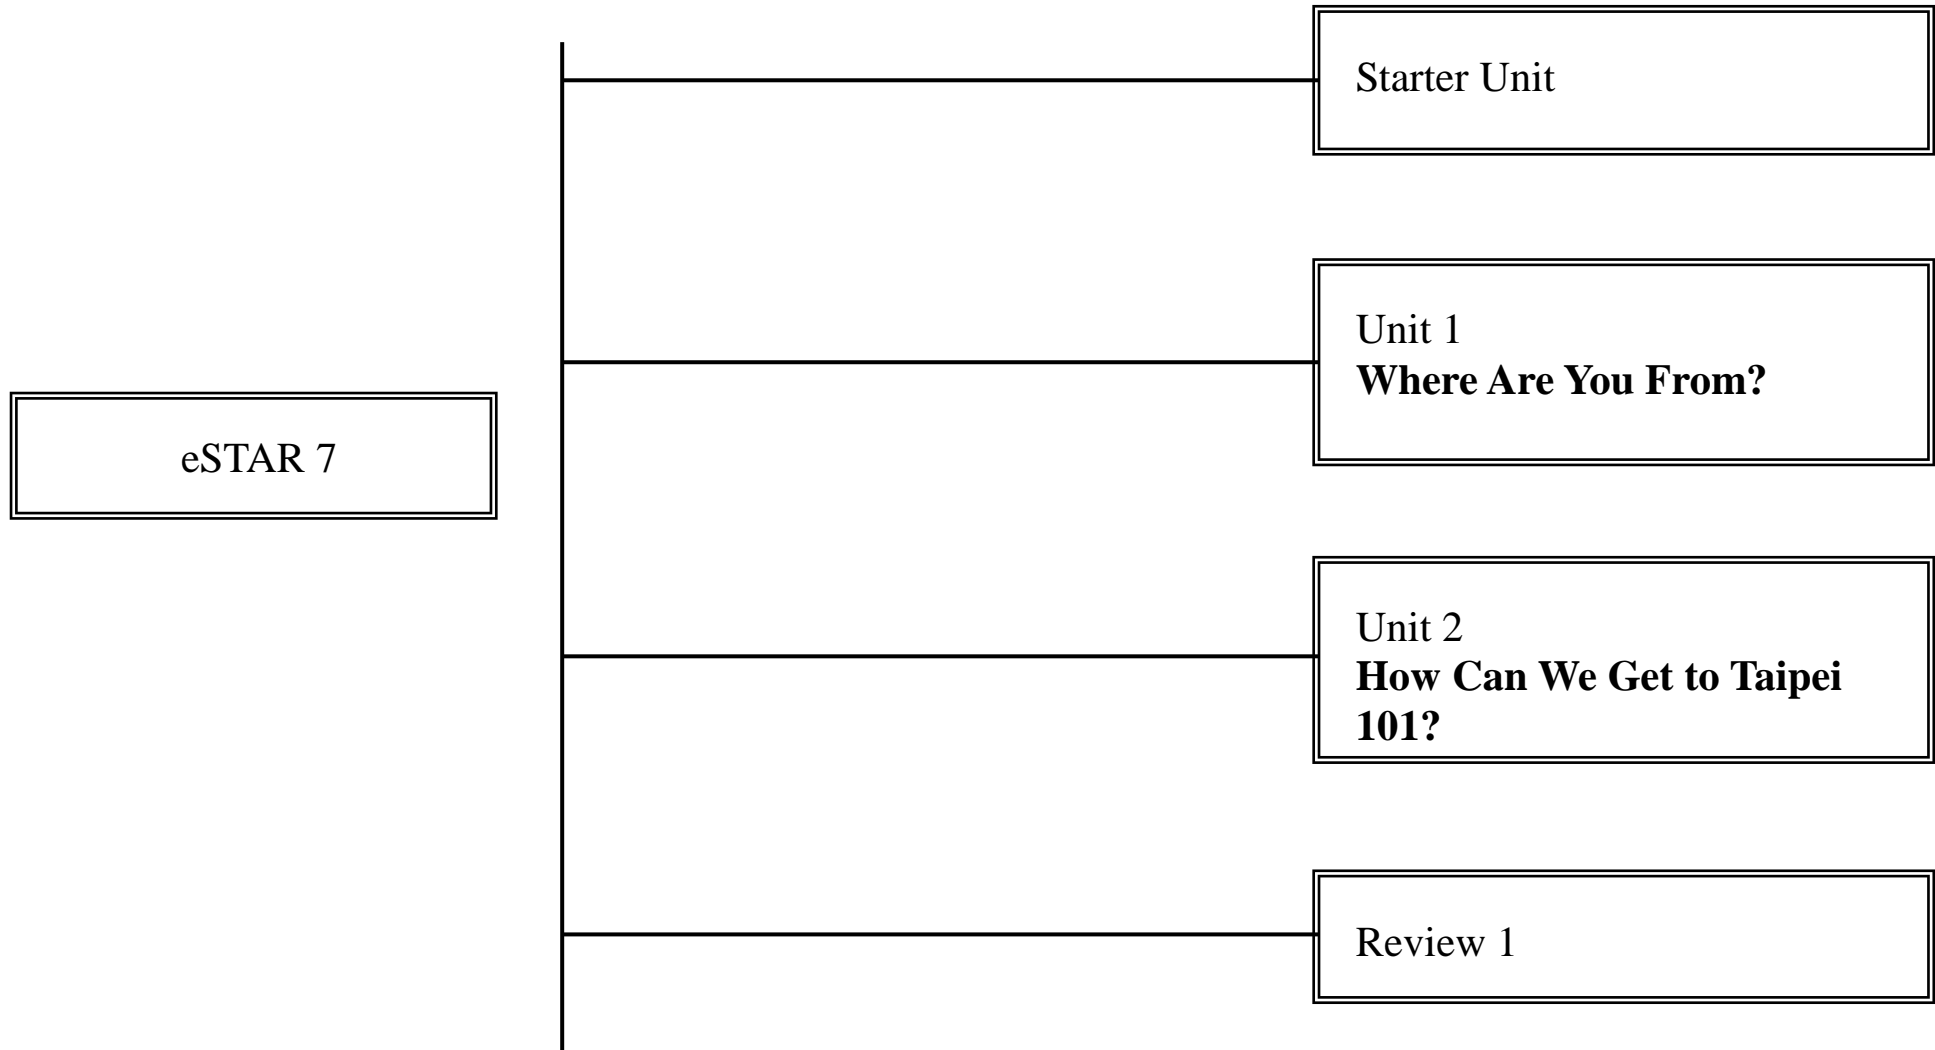 Starter Unit
Unit 1
Where Are You From?
eSTAR 7
Unit 2
How Can We Get to Taipei
101?
Review 1